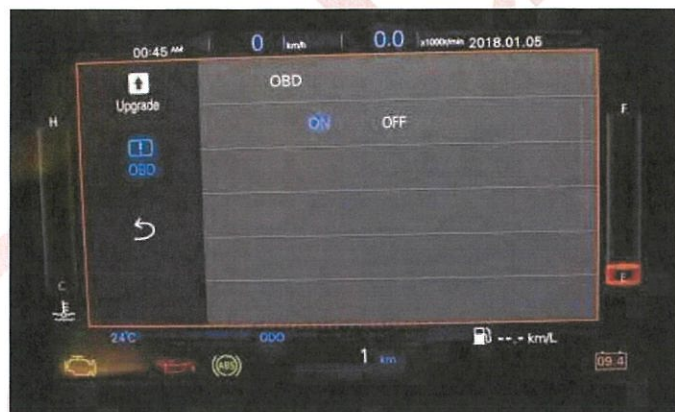 00:45 AM 0 km/h 0.0 x1000r/min 2018.01.05
Upgrade
OBD
OBD
ON OFF
H
C
F
E
24°C ODO --.- km/L
1 km
(ABS)
09.4